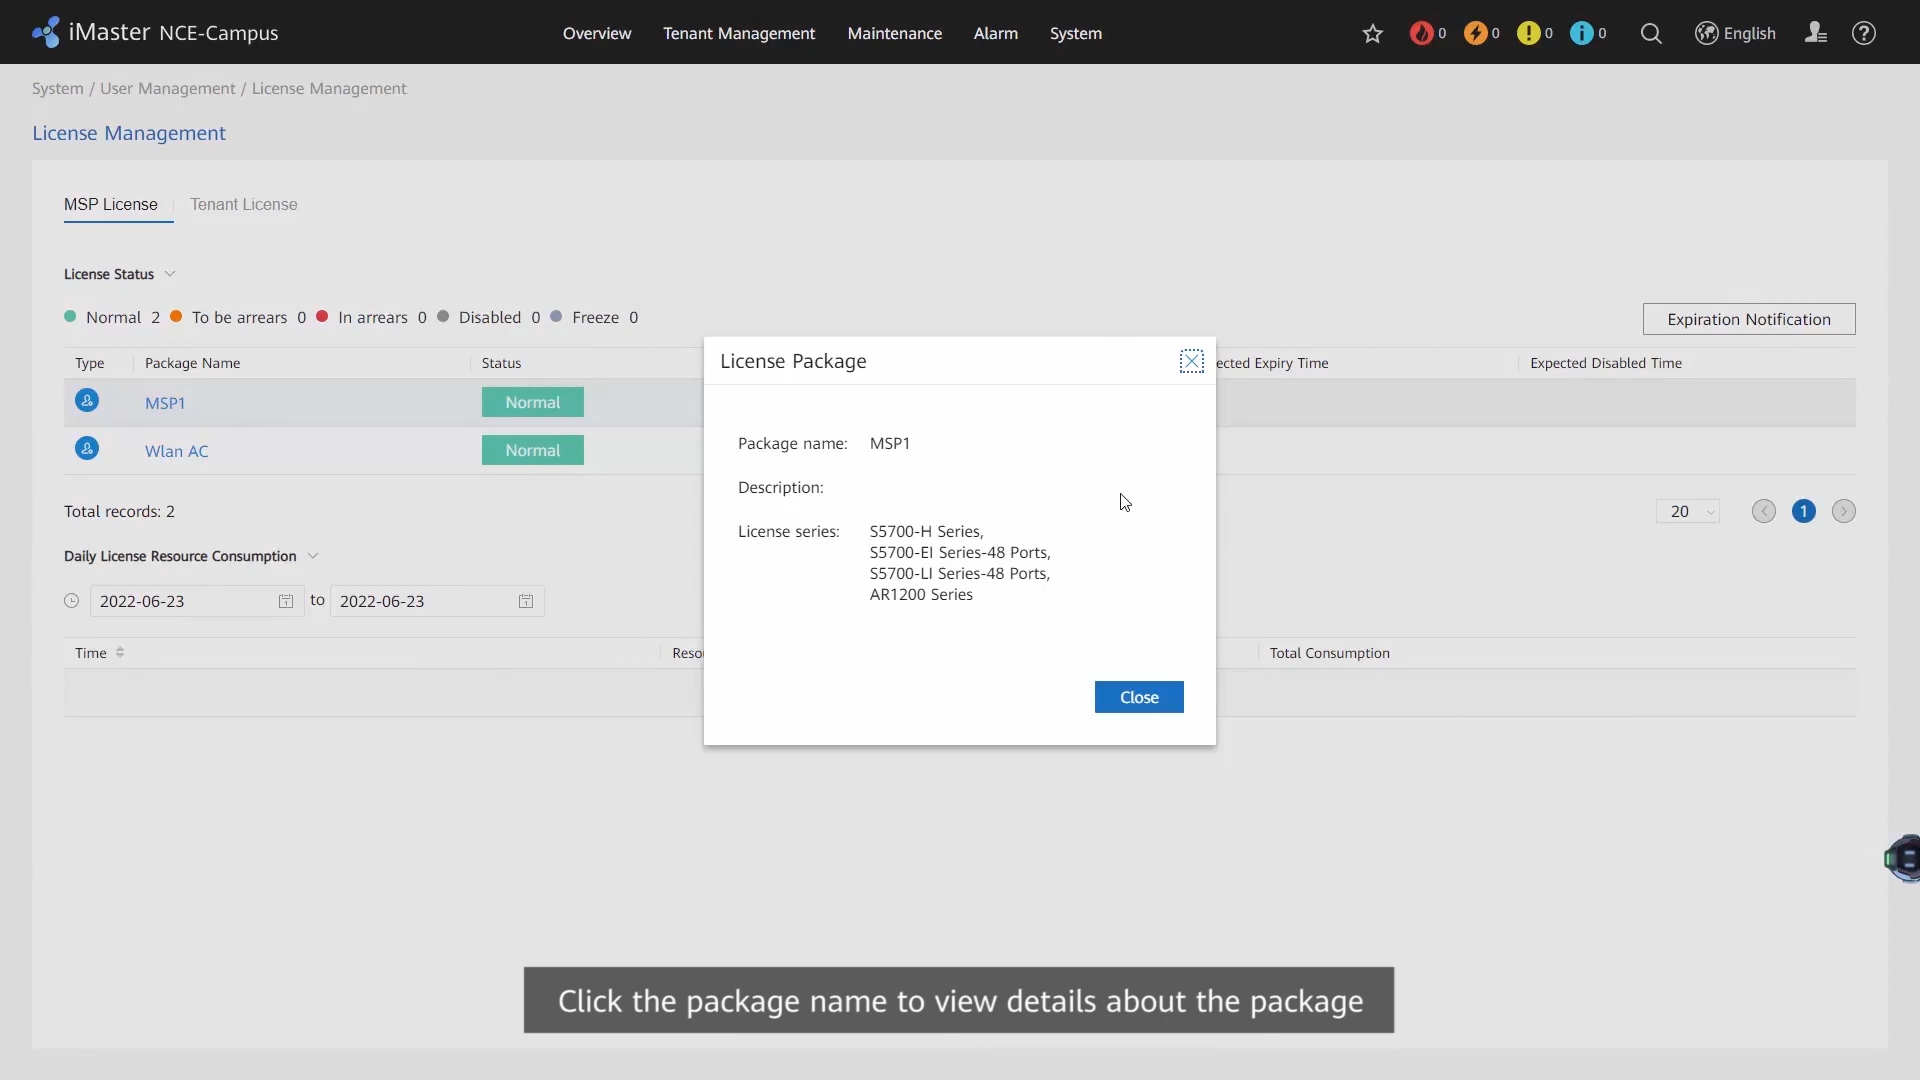 iMaster NCE-Campus
Overview Tenant Management Maintenance Alarm System
0 0 0 0 English
System / User Management / License Management
License Management
MSP License Tenant License
License Status
Normal 2 To be arrears 0 In arrears 0 Disabled 0 Freeze 0
Expiration Notification
Type Package Name Status ected Expiry Time Expected Disabled Time
MSP1 Normal
Wlan AC Normal
Total records: 2
20 1
Daily License Resource Consumption
2022-06-23 to 2022-06-23
Time Reso Total Consumption
License Package
Package name: MSP1
Description:
License series: S5700-H Series,
S5700-EI Series-48 Ports,
S5700-LI Series-48 Ports,
AR1200 Series
Close
Click the package name to view details about the package